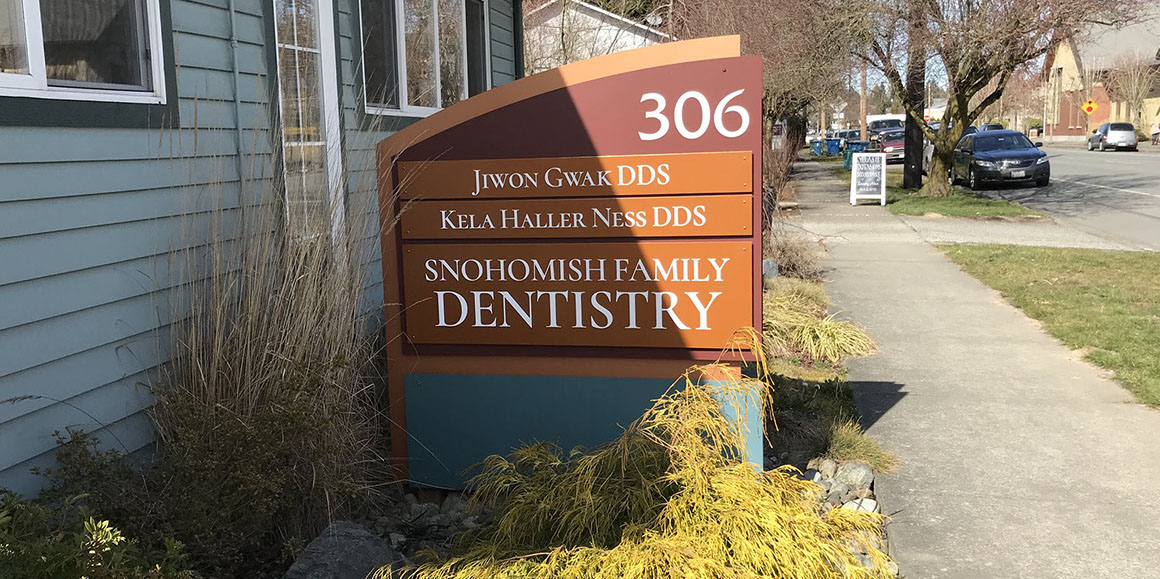 306
Jiwon Gwak DDS
Kela Haller Ness DDS
SNOHOMISH FAMILY
DENTISTRY